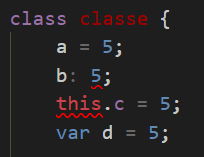 class classe {
    a = 5;
    b: 5;
    this.c = 5;
    var d = 5;